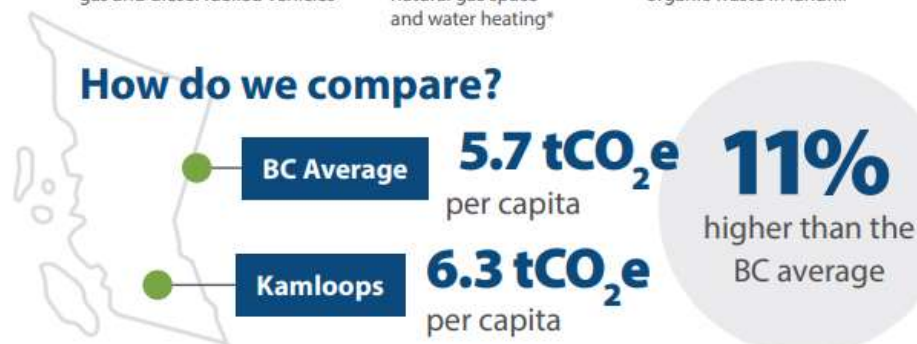 and water heating*
How do we compare?
BC Average
5.7 tCO₂e
per capita
Kamloops
6.3 tCO₂e
per capita
11%
higher than the
BC average